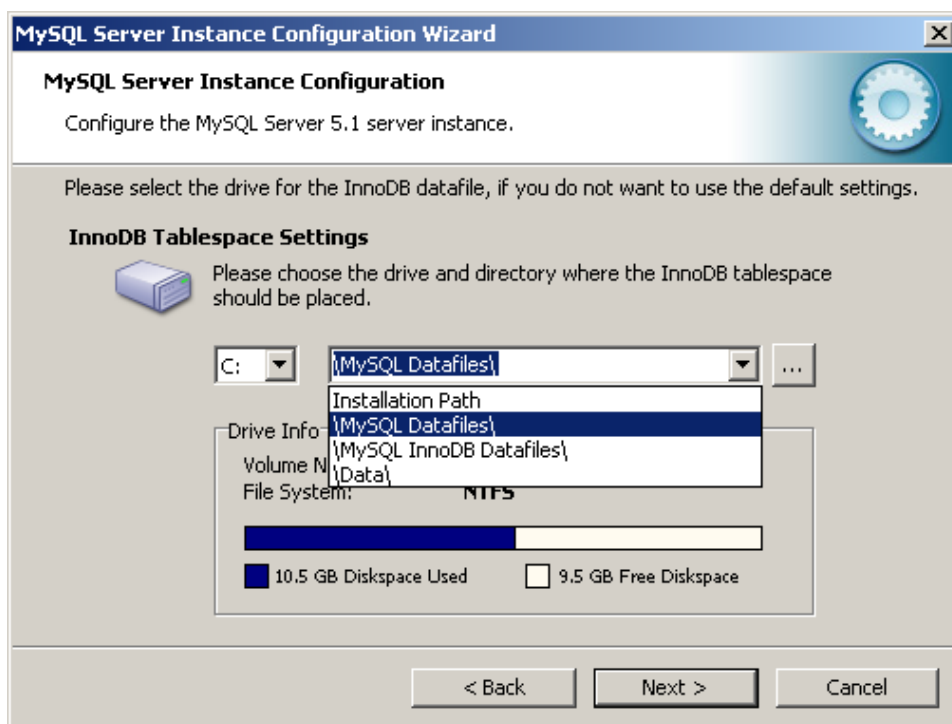 MySQL Server Instance Configuration Wizard
MySQL Server Instance Configuration
Configure the MySQL Server 5.1 server instance.
Please select the drive for the InnoDB datafile, if you do not want to use the default settings.
InnoDB Tablespace Settings
Please choose the drive and directory where the InnoDB tablespace
should be placed.
C: \MySQL Datafiles\ ...
Installation Path
\MySQL Datafiles\
\MySQL InnoDB Datafiles\
\Data\
Drive Info
Volume N
File System: NTFS
10.5 GB Diskspace Used 9.5 GB Free Diskspace
< Back Next > Cancel